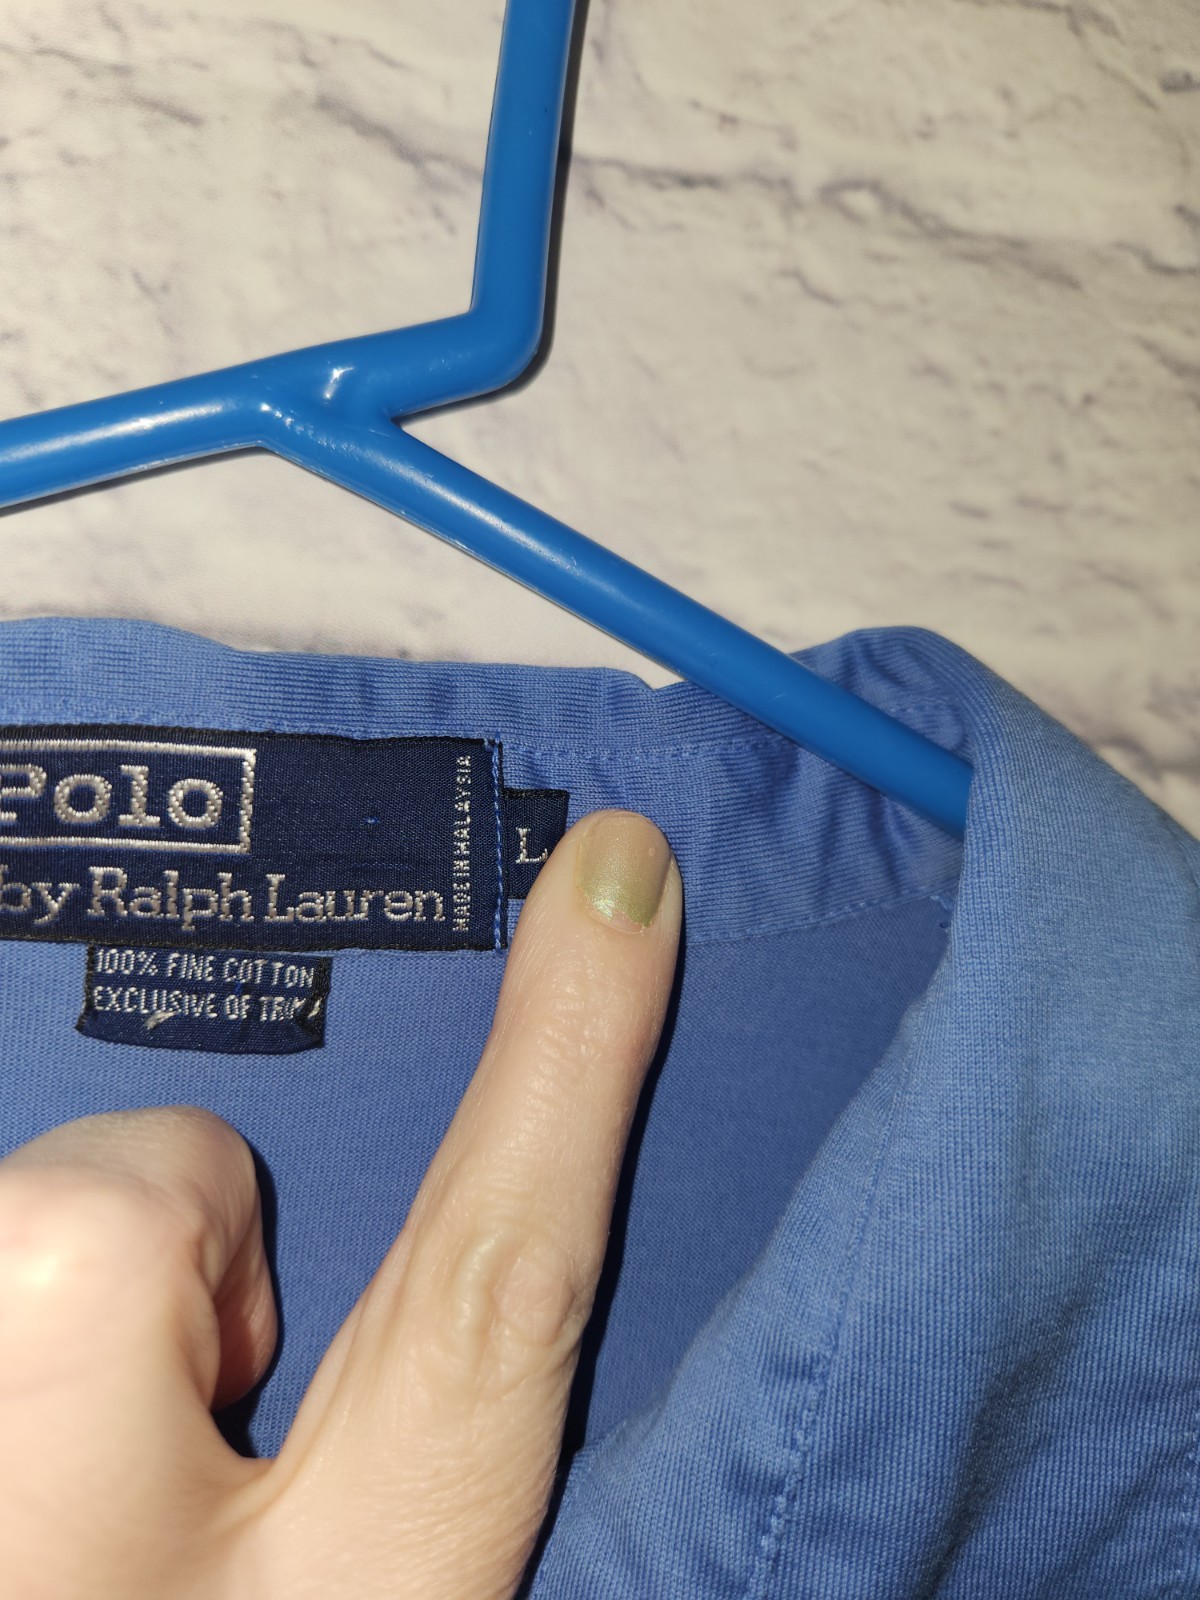 Polo
by Ralph Lauren
MADE IN MALAYSIA
L
100% FINE COTTON
EXCLUSIVE OF TRIM